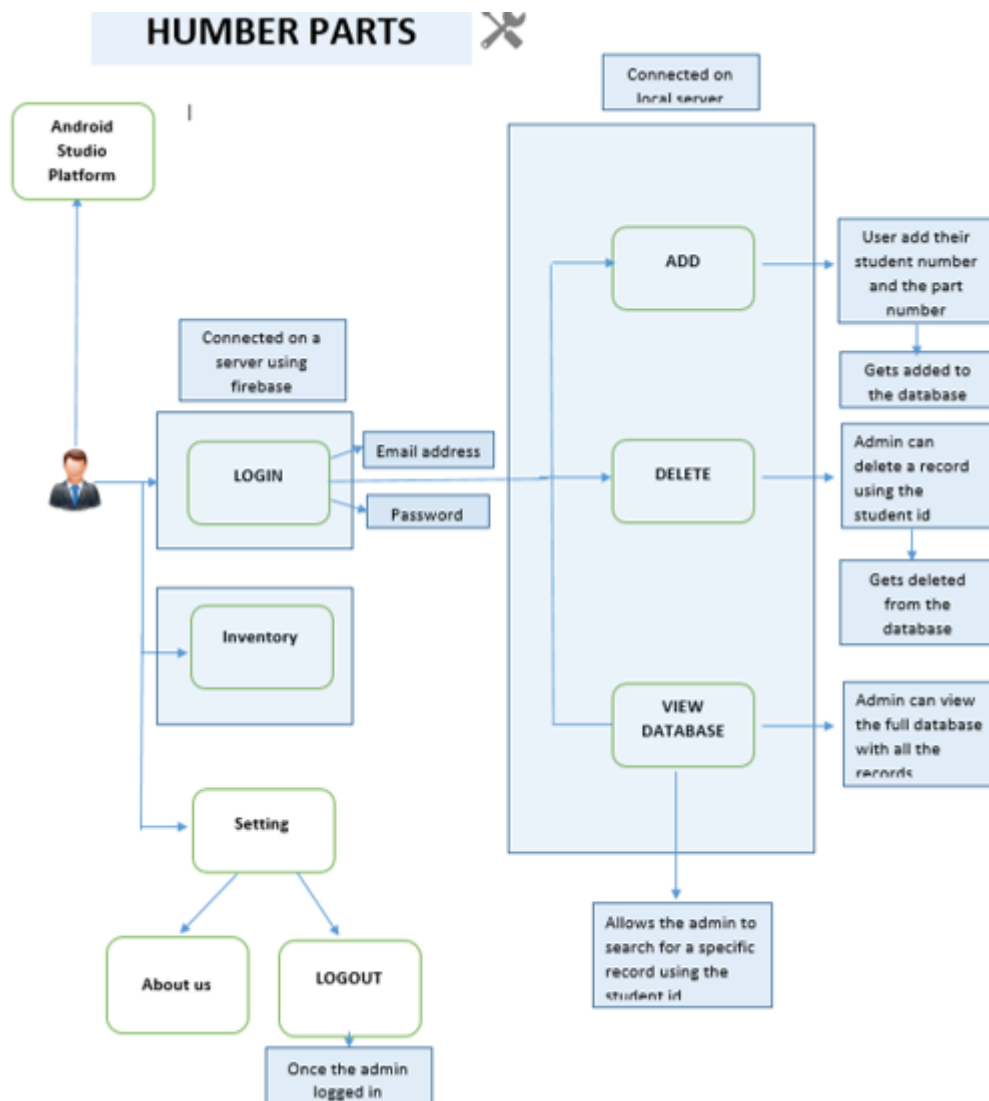 HUMBER PARTS
Connected on
local server
Android
Studio
Platform
ADD
User add their
student number
and the part
number
Gets added to
the database
Connected on a
server using
firebase
LOGIN
Email address
Password
DELETE
Admin can
delete a record
using the
student id
Gets deleted
from the
database
Inventory
VIEW
DATABASE
Admin can view
the full database
with all the
records
Setting
Allows the admin to
search for a specific
record using the
student id
About us
LOGOUT
Once the admin
logged in